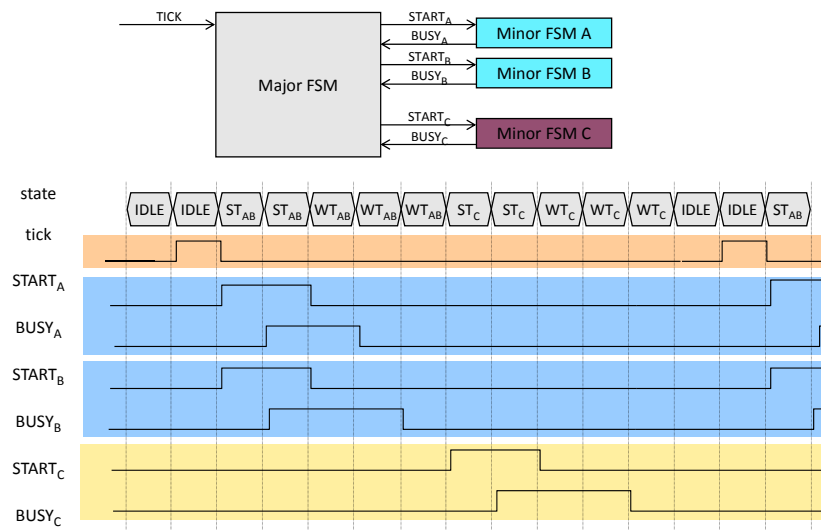 TICK
START_A
BUSY_A
Minor FSM A
START_B
BUSY_B
Minor FSM B
Major FSM
START_C
BUSY_C
Minor FSM C
state
IDLE IDLE ST_AB ST_AB WT_AB WT_AB WT_AB ST_C ST_C WT_C WT_C WT_C IDLE IDLE ST_AB
tick
START_A
BUSY_A
START_B
BUSY_B
START_C
BUSY_C